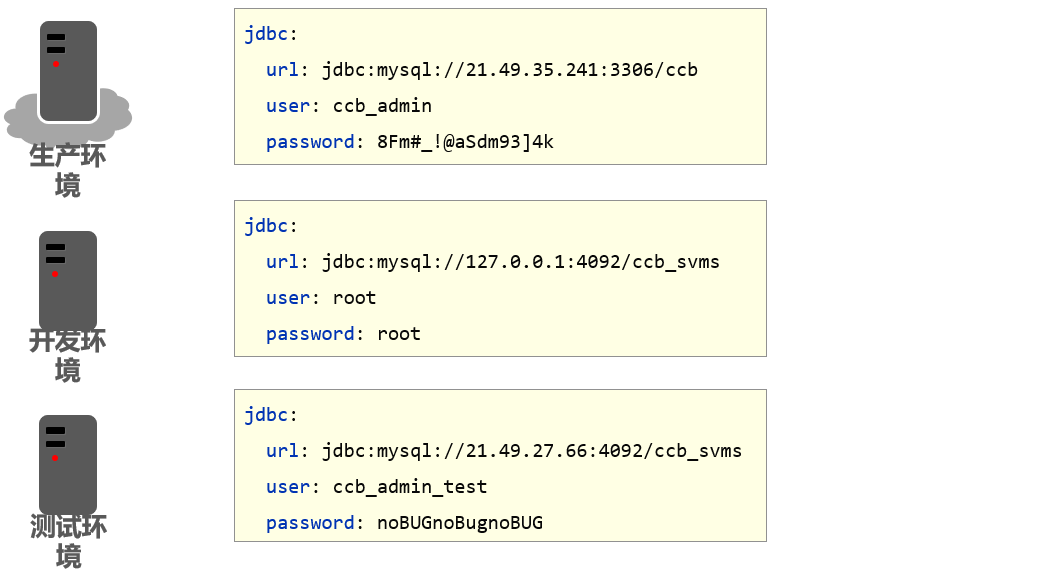 生产环
境
jdbc:
url: jdbc:mysql://21.49.35.241:3306/ccb
user: ccb_admin
password: 8Fm#_!@aSdm93]4k
开发环
境
jdbc:
url: jdbc:mysql://127.0.0.1:4092/ccb_svms
user: root
password: root
测试环
境
jdbc:
url: jdbc:mysql://21.49.27.66:4092/ccb_svms
user: ccb_admin_test
password: noBUGnoBugnoBUG